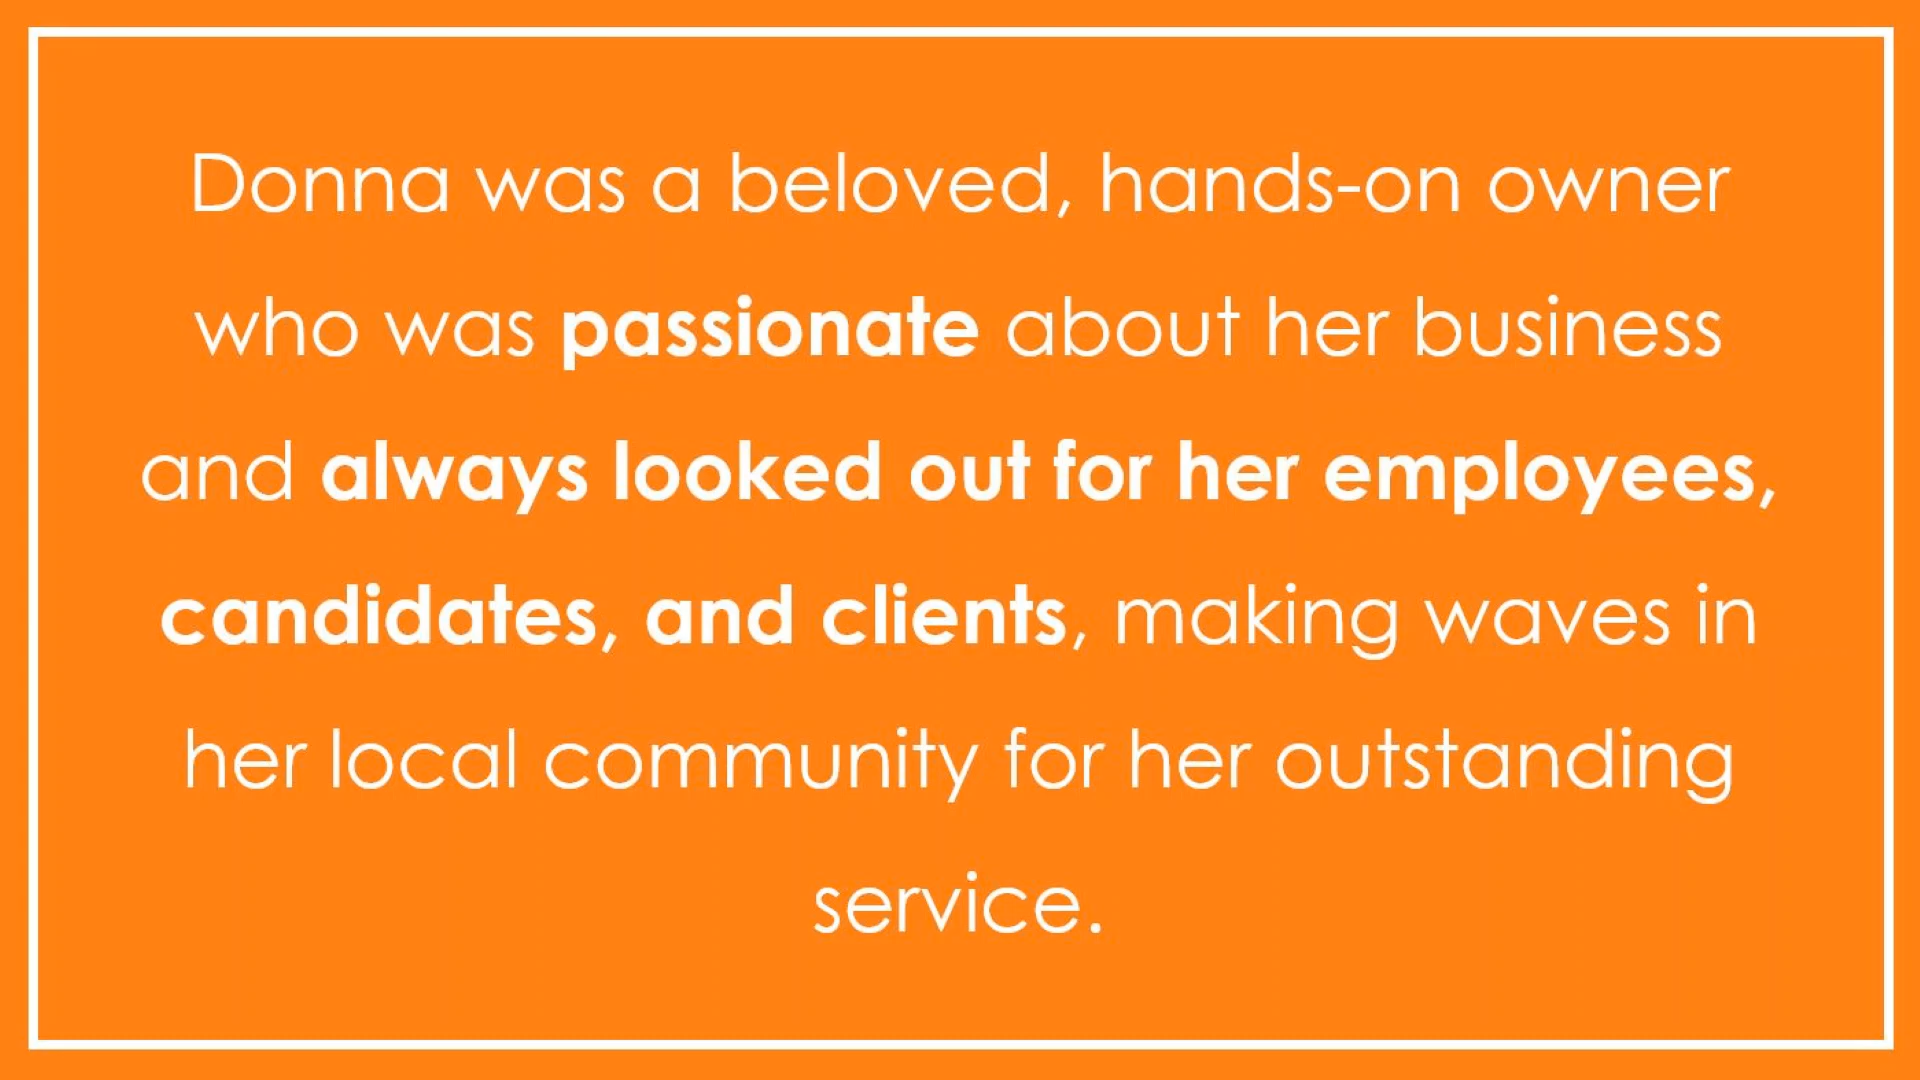 Donna was a beloved, hands-on owner
who was passionate about her business
and always looked out for her employees,
candidates, and clients, making waves in
her local community for her outstanding
service.